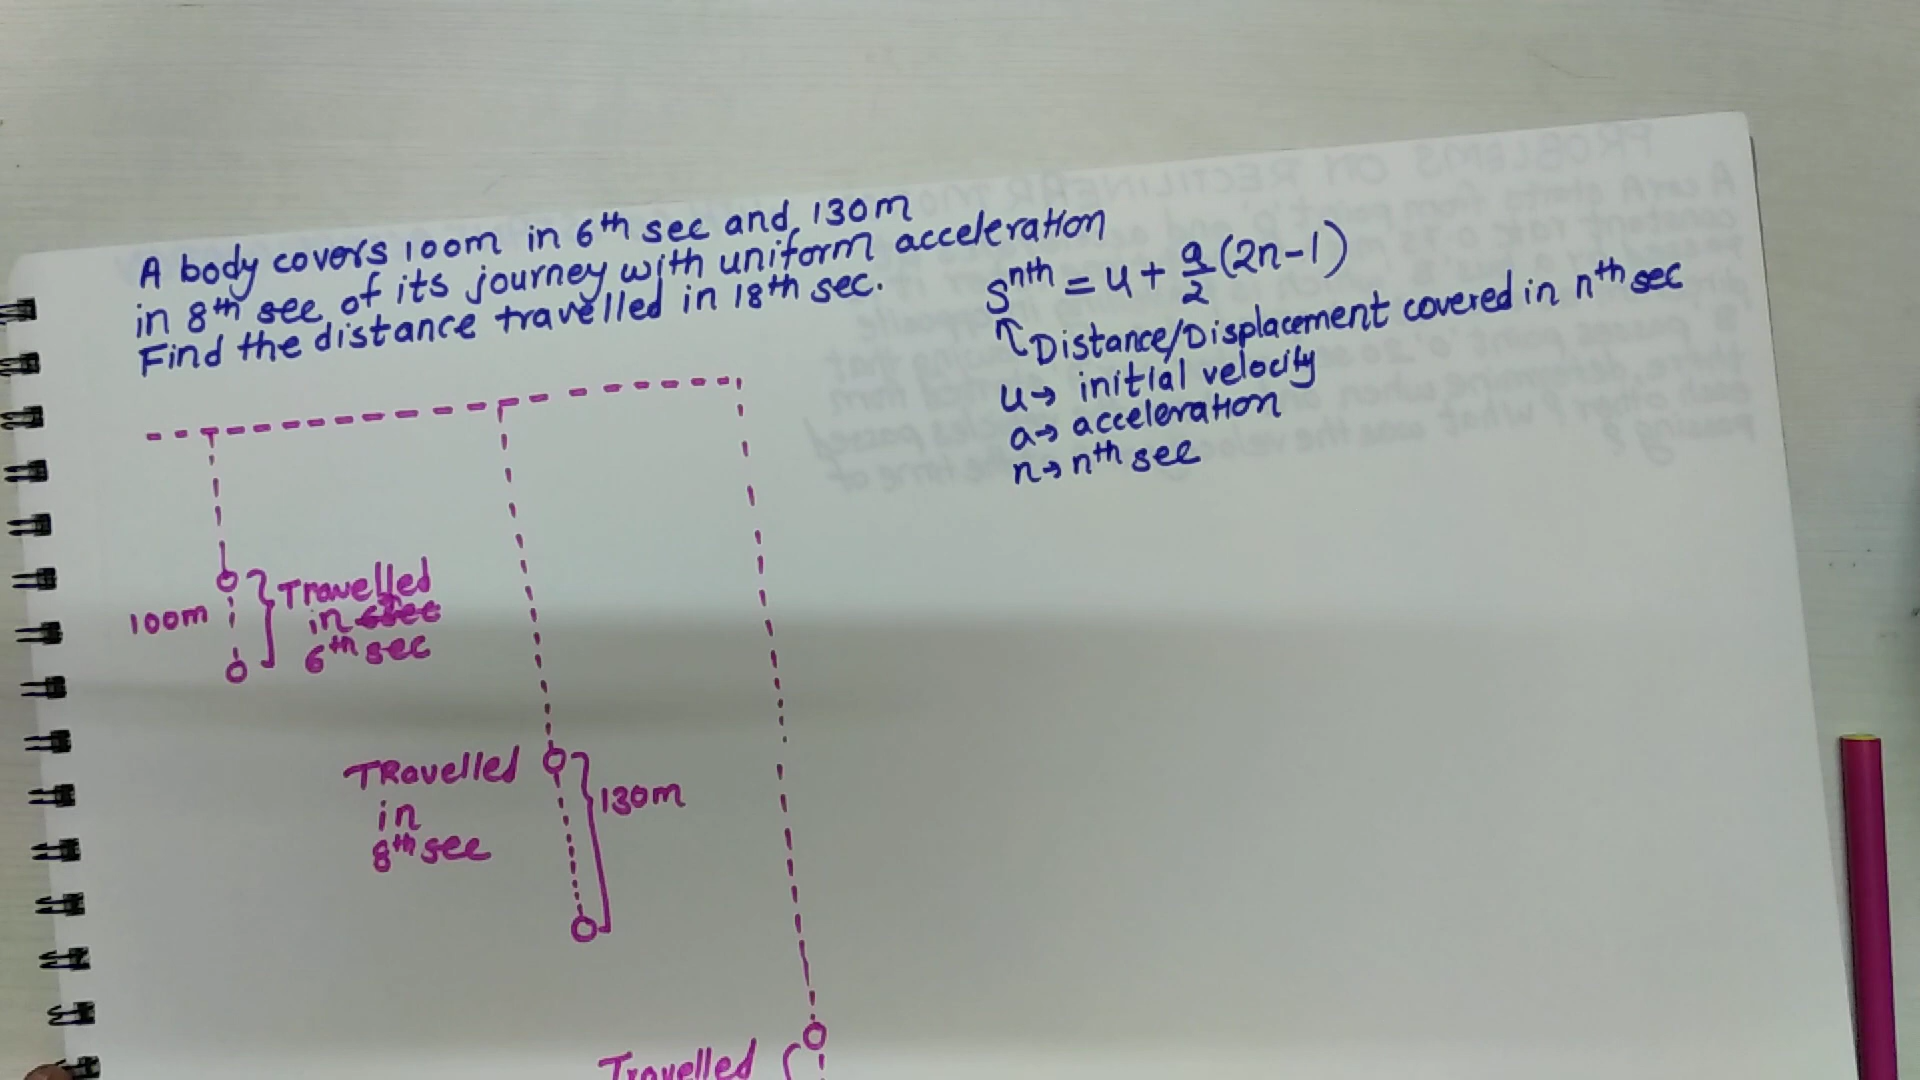 A body covers 100m in 6th sec and 130m
in 8th sec of its journey with uniform acceleration
Find the distance travelled in 18th sec.
S^nth = u + a/2 (2n-1)
Distance/Displacement covered in nth sec
u → initial velocity
a → acceleration
n → nth sec
100m
Travelled
in
6th sec
Travelled
in
8th sec
130m
Travelled